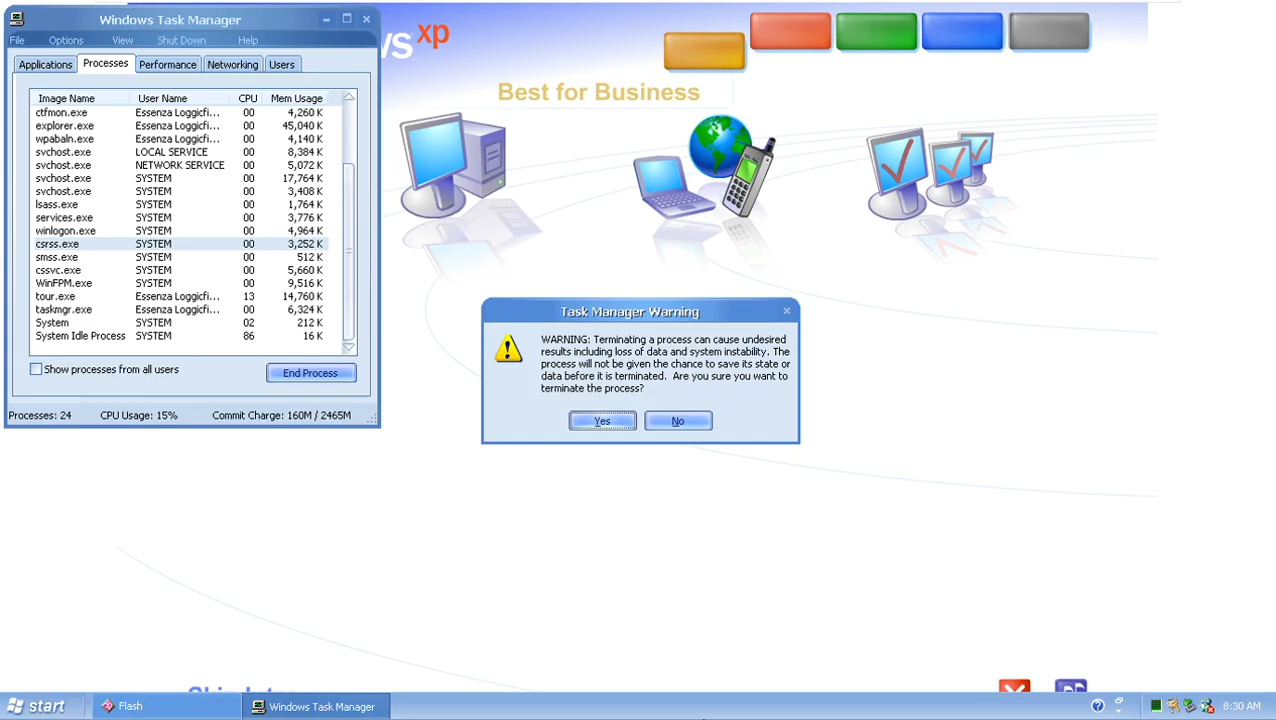 Windows Task Manager
File Options View Shut Down Help
Applications Processes Performance Networking Users
Image Name User Name CPU Mem Usage
ctfmon.exe Essenza Loggicfi... 00 4,260 K
explorer.exe Essenza Loggicfi... 00 45,040 K
wpabaln.exe Essenza Loggicfi... 00 4,140 K
svchost.exe LOCAL SERVICE 00 8,384 K
svchost.exe NETWORK SERVICE 00 5,072 K
svchost.exe SYSTEM 00 17,764 K
svchost.exe SYSTEM 00 3,408 K
lsass.exe SYSTEM 00 1,764 K
services.exe SYSTEM 00 3,776 K
winlogon.exe SYSTEM 00 4,964 K
csrss.exe SYSTEM 00 3,252 K
smss.exe SYSTEM 00 512 K
cssvc.exe SYSTEM 00 5,660 K
WinFPM.exe SYSTEM 00 9,516 K
tour.exe Essenza Loggicfi... 13 14,760 K
taskmgr.exe Essenza Loggicfi... 00 6,324 K
System SYSTEM 02 212 K
System Idle Process SYSTEM 86 16 K
Show processes from all users
End Process
Processes: 24 CPU Usage: 15% Commit Charge: 160M / 2465M
ws xp
Best for Business
Task Manager Warning
WARNING: Terminating a process can cause undesired
results including loss of data and system instability. The
process will not be given the chance to save its state or
data before it is terminated. Are you sure you want to
terminate the process?
Yes No
start Flash Windows Task Manager 8:30 AM